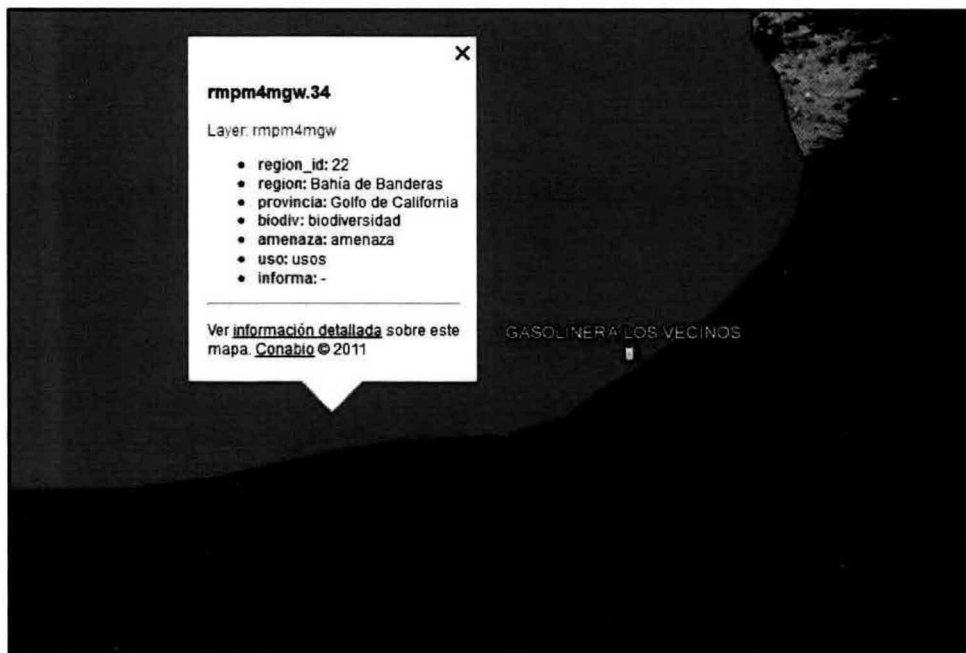 ×
rmpm4mgw.34
Layer: rmpm4mgw
• region_id: 22
• region: Bahía de Banderas
• provincia: Golfo de California
• biodiv: biodiversidad
• amenaza: amenaza
• uso: usos
• informa: -
Ver información detallada sobre este
mapa. Conabio © 2011
GASOLINERA LOS VECINOS